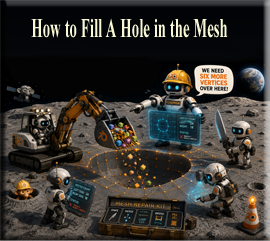 How to Fill A Hole in the Mesh
WE NEED
SIX MORE
VERTICES
OVER HERE!
MESH REPAIR KIT